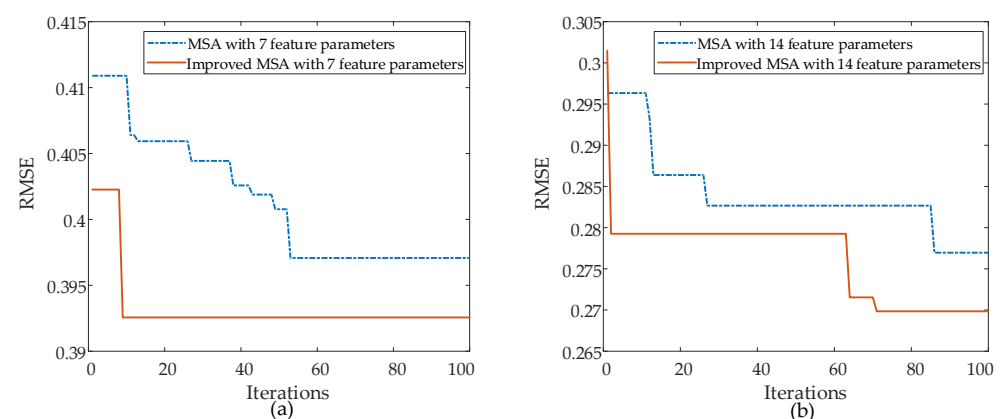 0.415
0.41
0.405
0.4
0.395
0.39
RMSE
MSA with 7 feature parameters
Improved MSA with 7 feature parameters
0 20 40 60 80 100
Iterations
(a)
0.305
0.3
0.295
0.29
0.285
0.28
0.275
0.27
0.265
RMSE
MSA with 14 feature parameters
Improved MSA with 14 feature parameters
0 20 40 60 80 100
Iterations
(b)